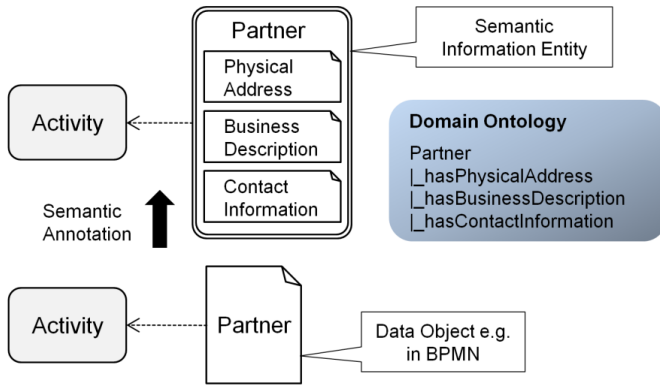 Partner
Physical
Address
Business
Description
Contact
Information
Semantic
Information Entity
Activity
Domain Ontology
Partner
|_hasPhysicalAddress
|_hasBusinessDescription
|_hasContactInformation
Semantic
Annotation
Activity
Partner
Data Object e.g.
in BPMN